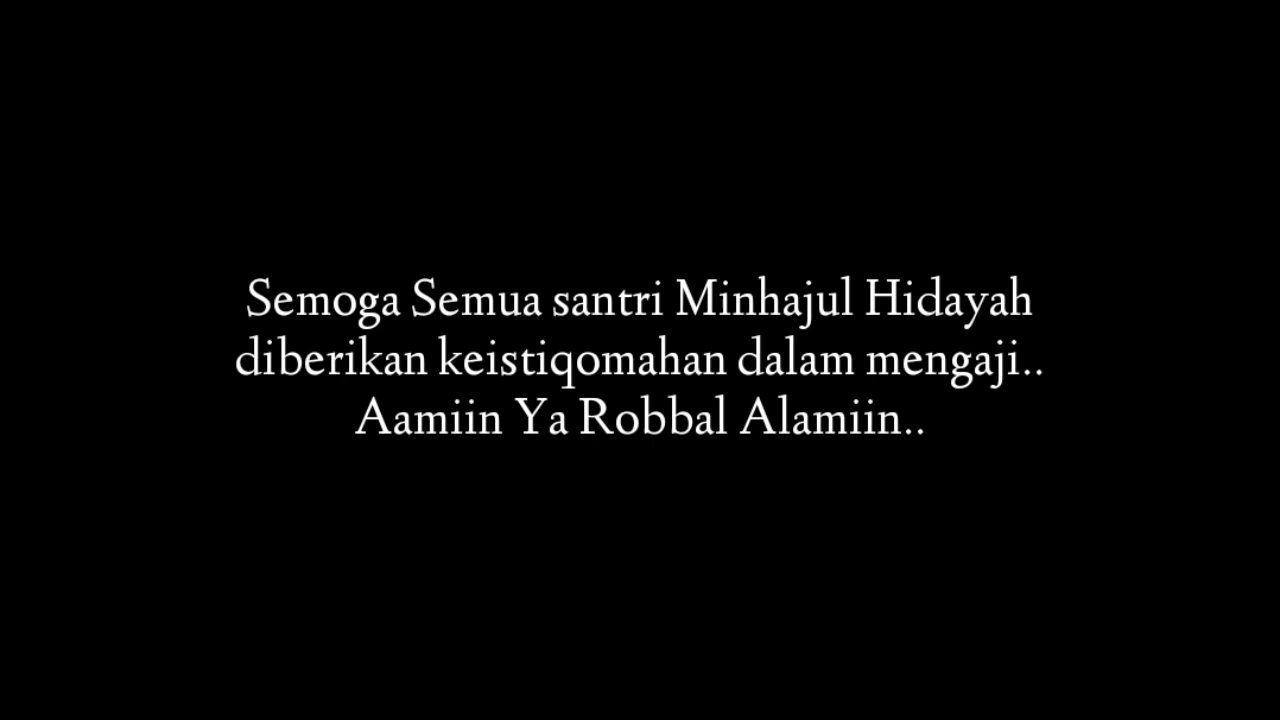 Semoga Semua santri Minhajul Hidayah
diberikan keistiqomahan dalam mengaji..
Aamiin Ya Robbal Alamiin..